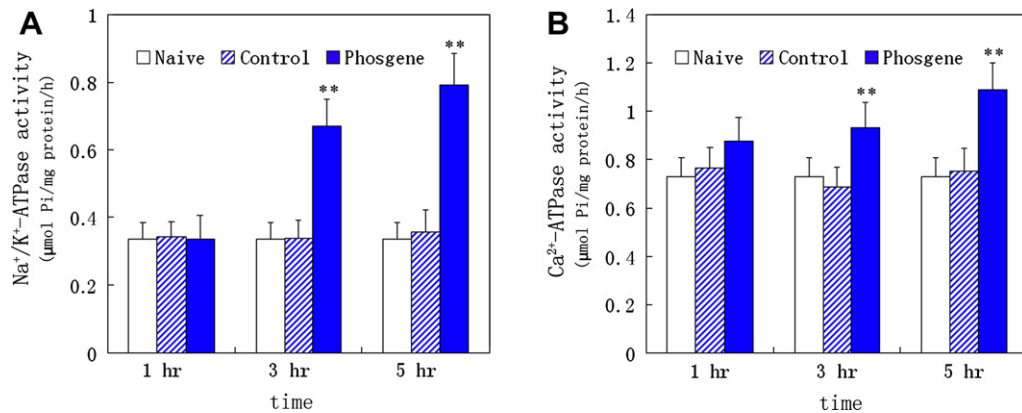 A
Na⁺/K⁺-ATPase activity
(μmol Pi/mg protein/h)
1
0.8
0.6
0.4
0.2
0
Naive Control Phosgene
**
**
1 hr 3 hr 5 hr
time
B
Ca²⁺-ATPase activity
(μmol Pi/mg protein/h)
1.4
1.2
1
0.8
0.6
0.4
0.2
0
Naive Control Phosgene
**
**
1 hr 3 hr 5 hr
time